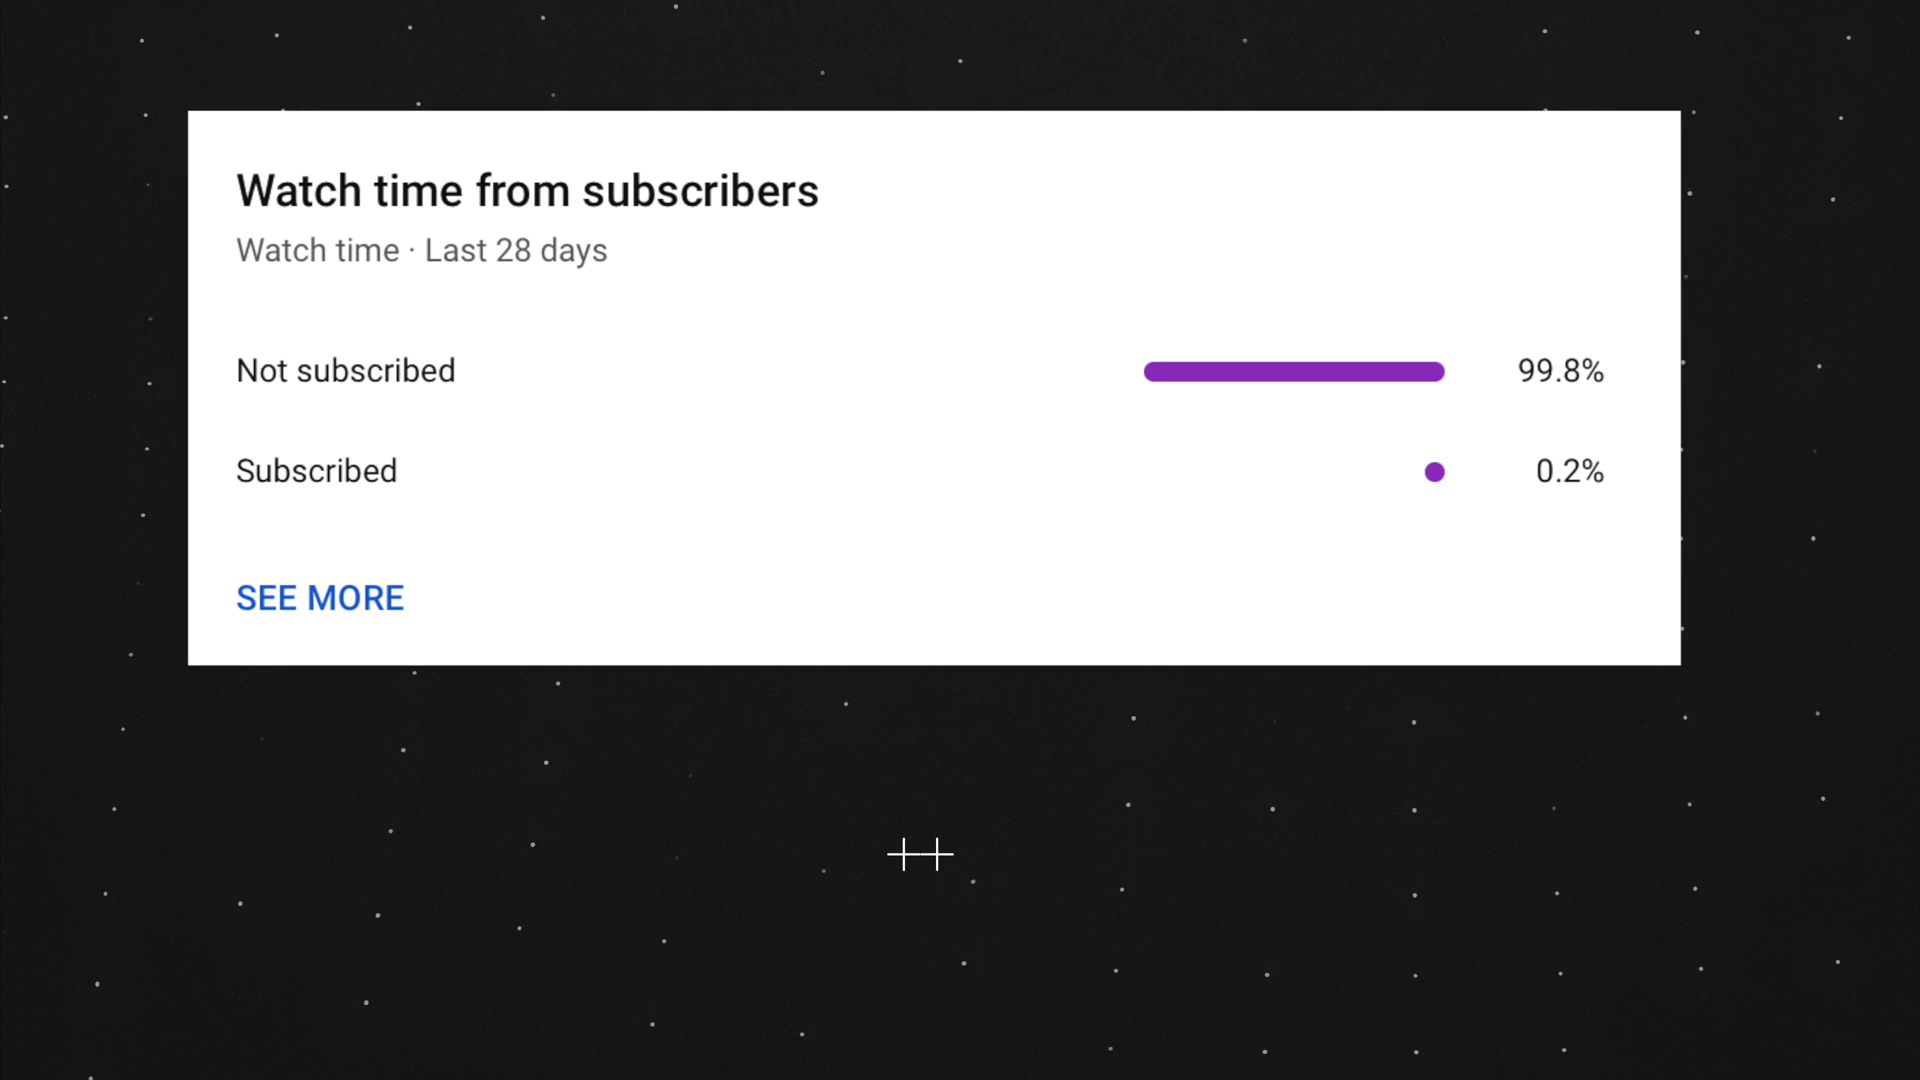 Watch time from subscribers
Watch time · Last 28 days
Not subscribed 99.8%
Subscribed 0.2%
SEE MORE